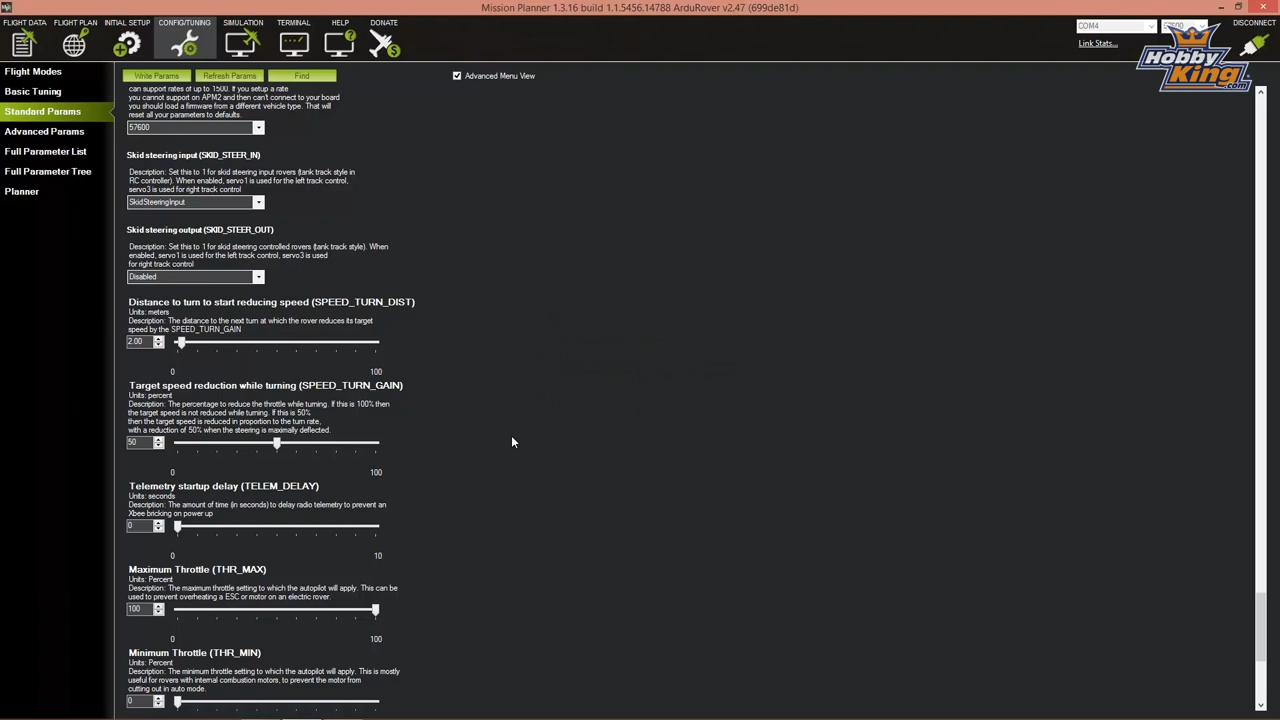 Mission Planner 1.3.16 build 1.1.5456.14788 ArduRover v2.47 (699de81d)
FLIGHT DATA FLIGHT PLAN INITIAL SETUP CONFIG/TUNING SIMULATION TERMINAL HELP DONATE
COM4
DISCONNECT
Link Stats...
HobbyKing.com
Flight Modes
Basic Tuning
Standard Params
Advanced Params
Full Parameter List
Full Parameter Tree
Planner
Write Params Refresh Params Find
Advanced Menu View
can support rates of up to 1500. If you setup a rate
you cannot support on APM2 and then can't connect to your board
you should load a firmware from a different vehicle type. That will
reset all your parameters to defaults.
57600
Skid steering input (SKID_STEER_IN)
Description: Set this to 1 for skid steering input rovers (tank track style in
RC controller). When enabled, servo1 is used for the left track control,
servo3 is used for right track control
SkidSteeringInput
Skid steering output (SKID_STEER_OUT)
Description: Set this to 1 for skid steering controlled rovers (tank track style). When
enabled, servo1 is used for the left track control, servo3 is used
for right track control
Disabled
Distance to turn to start reducing speed (SPEED_TURN_DIST)
Units: meters
Description: The distance to the next turn at which the rover reduces its target
speed by the SPEED_TURN_GAIN
2.00
0 100
Target speed reduction while turning (SPEED_TURN_GAIN)
Units: percent
Description: The percentage to reduce the throttle while turning. If this is 100% then
the target speed is not reduced while turning. If this is 50%
then the target speed is reduced in proportion to the turn rate,
with a reduction of 50% when the steering is maximally deflected.
50
0 100
Telemetry startup delay (TELEM_DELAY)
Units: seconds
Description: The amount of time (in seconds) to delay radio telemetry to prevent an
Xbee bricking on power up
0
0 10
Maximum Throttle (THR_MAX)
Units: Percent
Description: The maximum throttle setting to which the autopilot will apply. This can be
used to prevent overheating a ESC or motor on an electric rover.
100
0 100
Minimum Throttle (THR_MIN)
Units: Percent
Description: The minimum throttle setting to which the autopilot will apply. This is mostly
useful for rovers with internal combustion motors, to prevent the motor from
cutting out in auto mode.
0